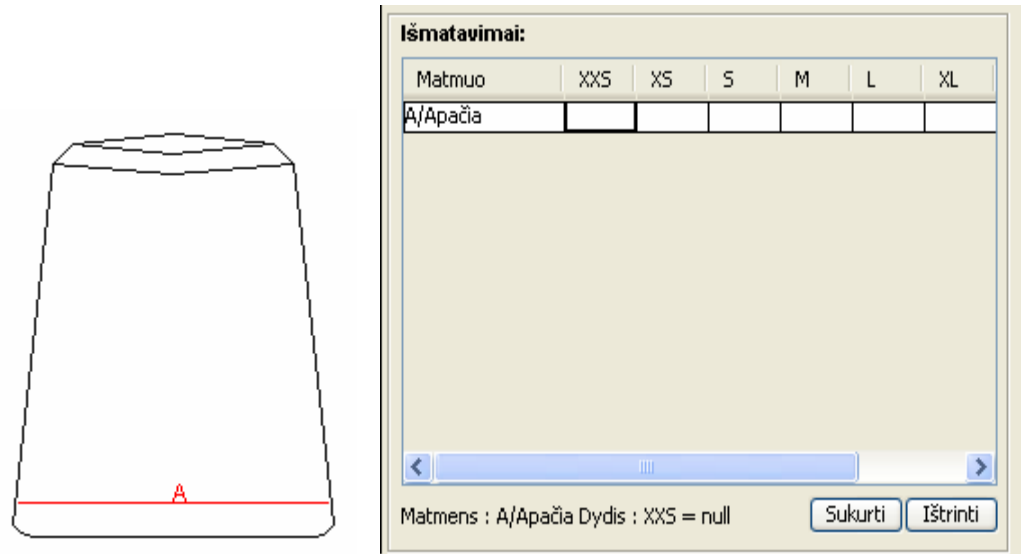 Išmatavimai:
Matmuo XXS XS S M L XL
A/Apačia
A
Matmens : A/Apačia Dydis : XXS = null
Sukurti Ištrinti